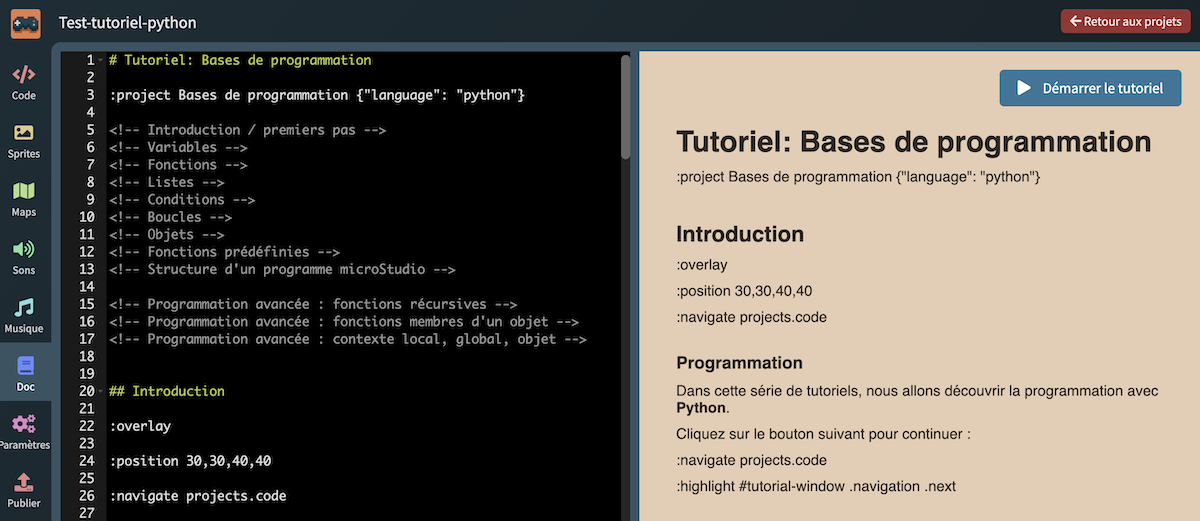 Test-tutoriel-python
Retour aux projets
Code
Sprites
Maps
Sons
Musique
Doc
Paramètres
Publier
1 # Tutoriel: Bases de programmation
2
3 :project Bases de programmation {"language": "python"}
4
5 <!-- Introduction / premiers pas -->
6 <!-- Variables -->
7 <!-- Fonctions -->
8 <!-- Listes -->
9 <!-- Conditions -->
10 <!-- Boucles -->
11 <!-- Objets -->
12 <!-- Fonctions prédéfinies -->
13 <!-- Structure d'un programme microStudio -->
14
15 <!-- Programmation avancée : fonctions récursives -->
16 <!-- Programmation avancée : fonctions membres d'un objet -->
17 <!-- Programmation avancée : contexte local, global, objet -->
18
19
20 ## Introduction
21
22 :overlay
23
24 :position 30,30,40,40
25
26 :navigate projects.code
27
Démarrer le tutoriel
Tutoriel: Bases de programmation
:project Bases de programmation {"language": "python"}
Introduction
:overlay
:position 30,30,40,40
:navigate projects.code
Programmation
Dans cette série de tutoriels, nous allons découvrir la programmation avec
Python.
Cliquez sur le bouton suivant pour continuer :
:navigate projects.code
:highlight #tutorial-window .navigation .next